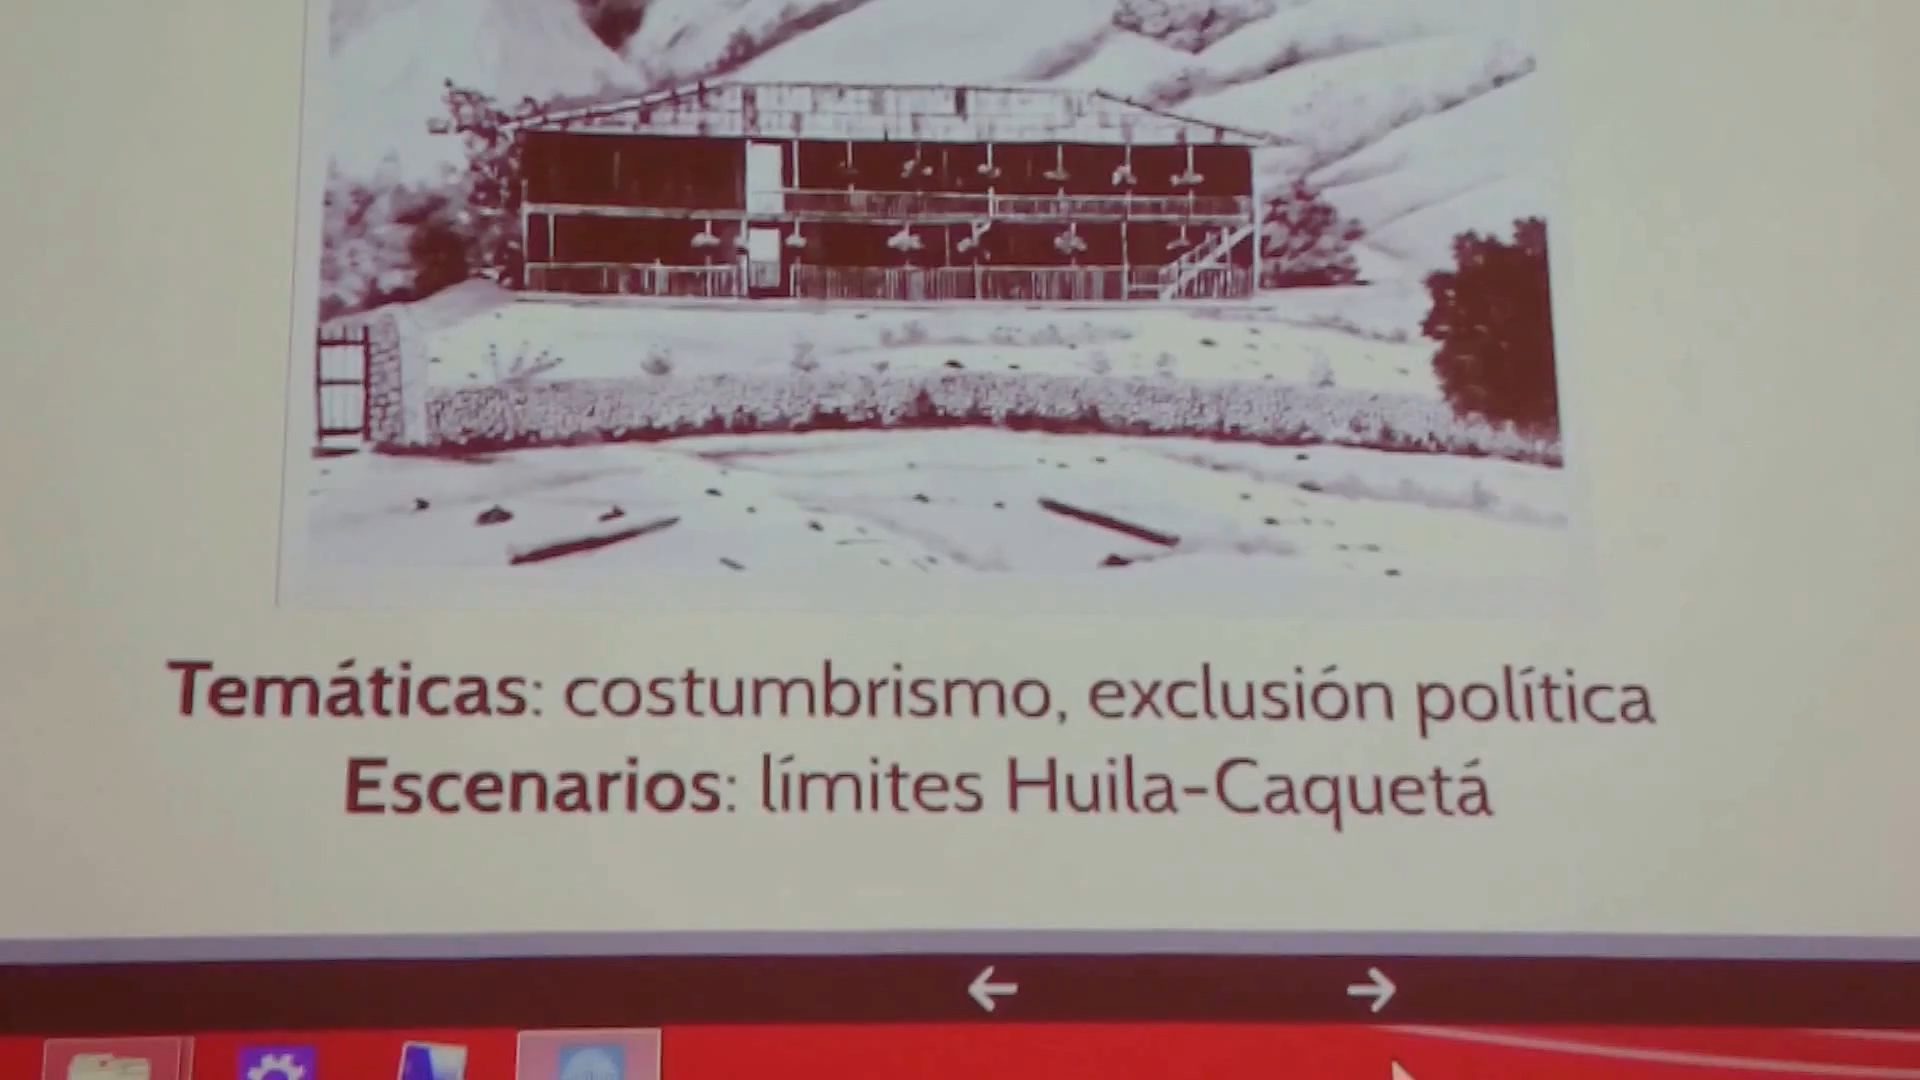 Temáticas: costumbrismo, exclusión política
Escenarios: límites Huila-Caquetá